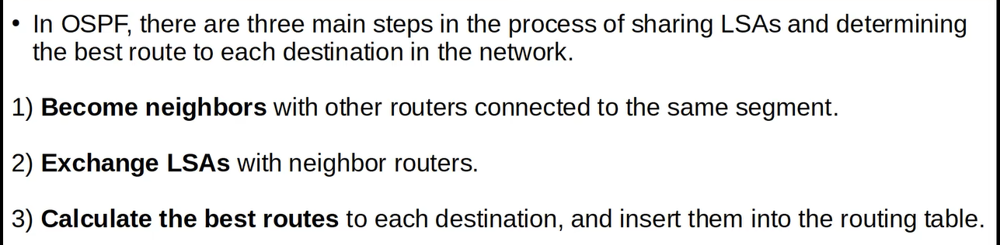 • In OSPF, there are three main steps in the process of sharing LSAs and determining
the best route to each destination in the network.
1) Become neighbors with other routers connected to the same segment.
2) Exchange LSAs with neighbor routers.
3) Calculate the best routes to each destination, and insert them into the routing table.